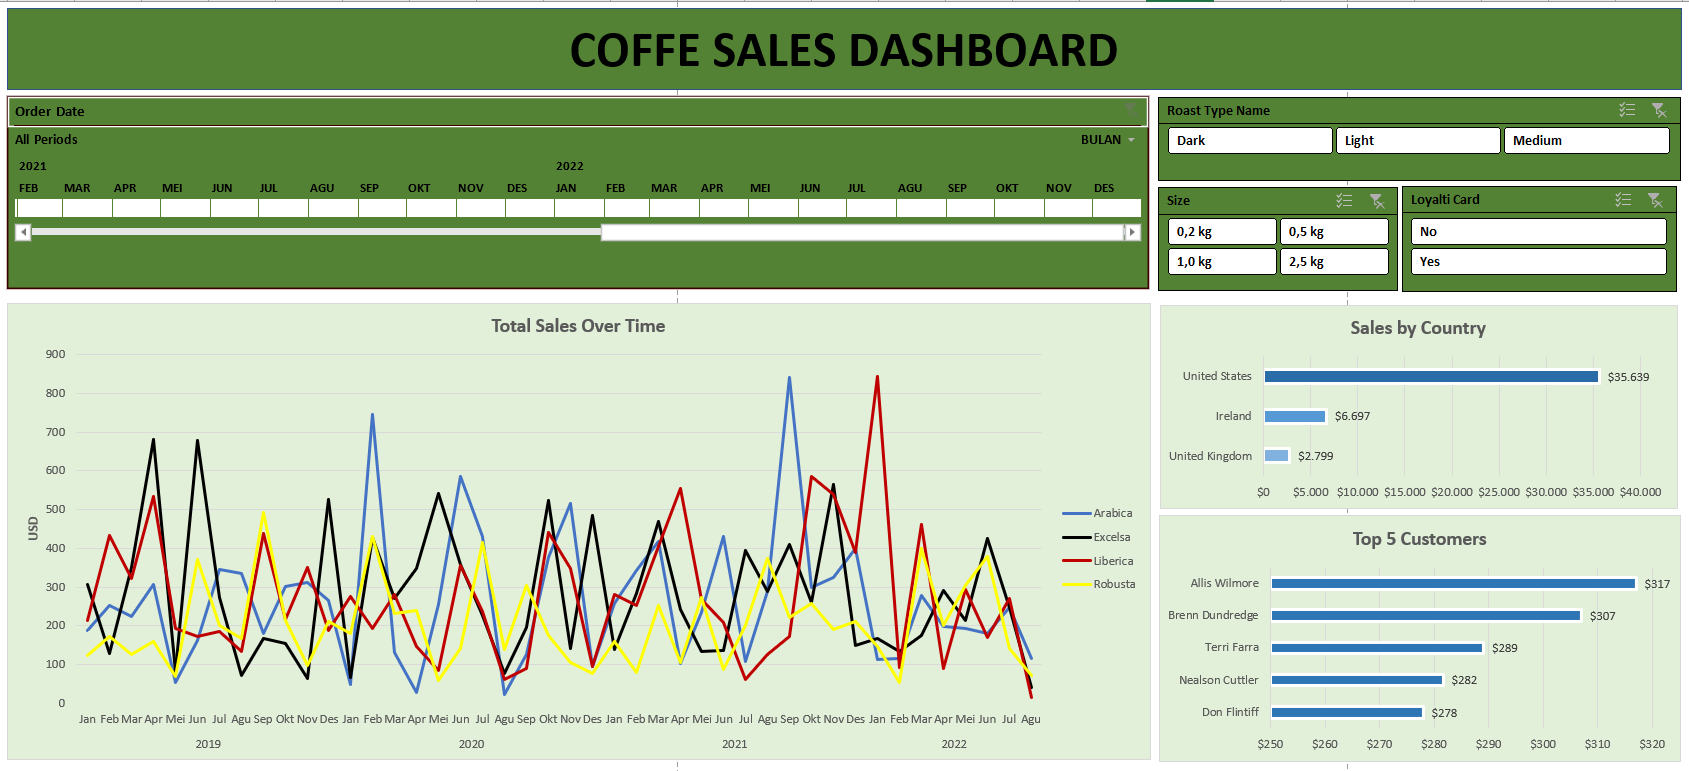 COFFE SALES DASHBOARD
Order Date
All Periods BULAN
2021 2022
FEB MAR APR MEI JUN JUL AGU SEP OKT NOV DES JAN FEB MAR APR MEI JUN JUL AGU SEP OKT NOV DES
Roast Type Name
Dark Light Medium
Size
0,2 kg 0,5 kg
1,0 kg 2,5 kg
Loyalti Card
No
Yes
Total Sales Over Time
900
800
700
600
500
400
300
200
100
0
USD
Jan Feb Mar Apr Mei Jun Jul Agu Sep Okt Nov Des Jan Feb Mar Apr Mei Jun Jul Agu Sep Okt Nov Des Jan Feb Mar Apr Mei Jun Jul Agu Sep Okt Nov Des Jan Feb Mar Apr Mei Jun Jul Agu
2019 2020 2021 2022
Arabica
Excelsa
Liberica
Robusta
Sales by Country
United States $35.639
Ireland $6.697
United Kingdom $2.799
$0 $5.000 $10.000 $15.000 $20.000 $25.000 $30.000 $35.000 $40.000
Top 5 Customers
Allis Wilmore $317
Brenn Dundredge $307
Terri Farra $289
Nealson Cuttler $282
Don Flintiff $278
$250 $260 $270 $280 $290 $300 $310 $320